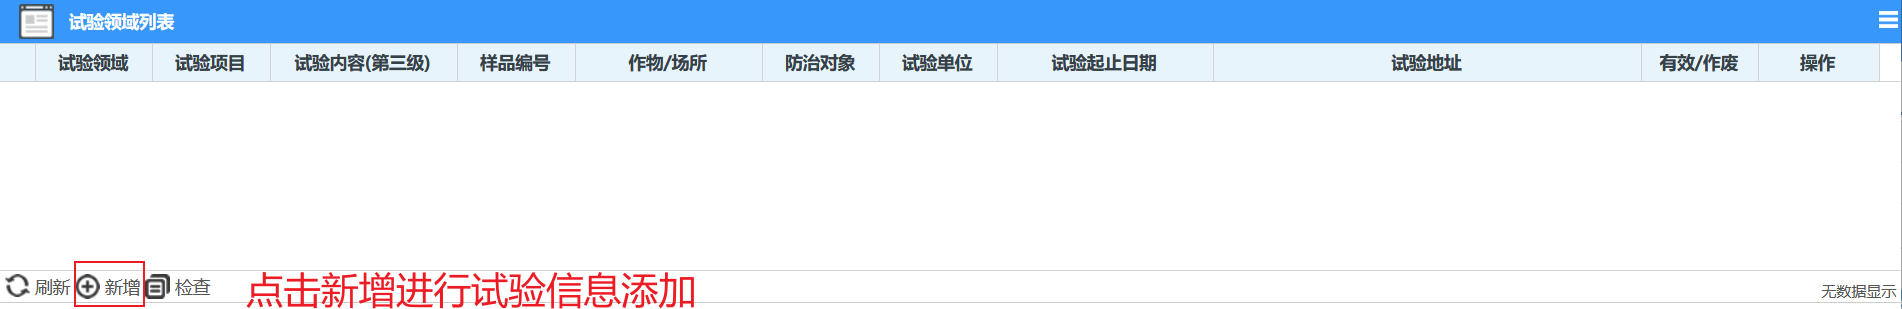 试验领域列表
试验领域 试验项目 试验内容(第三级) 样品编号 作物/场所 防治对象 试验单位 试验起止日期 试验地址 有效/作废 操作
刷新 新增 检查 点击新增进行试验信息添加 无数据显示